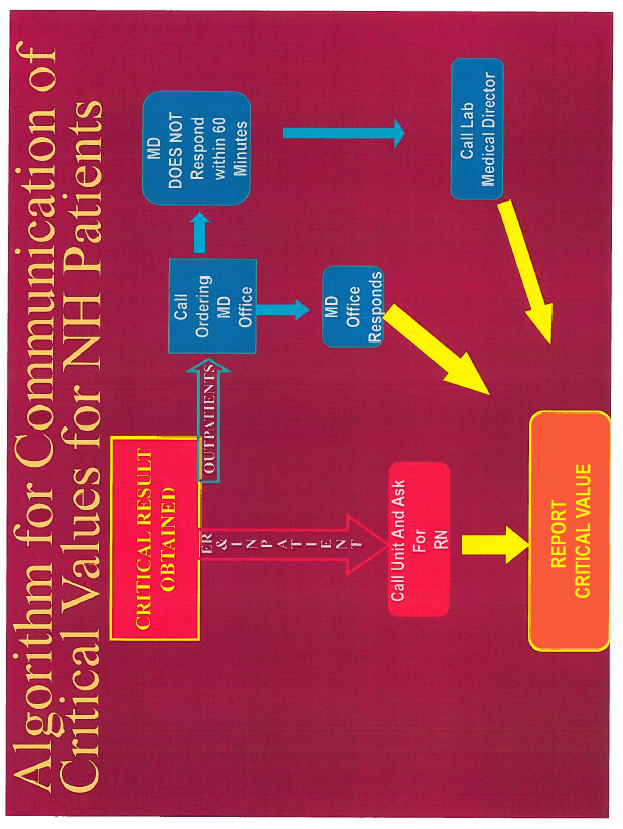 Algorithm for Communication of
Critical Values for NH Patients
CRITICAL RESULT
OBTAINED
ER
&
I
N
P
A
T
I
E
N
T
OUTPATIENTS
Call
Ordering
MD
Office
MD
DOES NOT
Respond
within 60
Minutes
MD
Office
Responds
Call Unit And Ask
For
RN
Call Lab
Medical Director
REPORT
CRITICAL VALUE